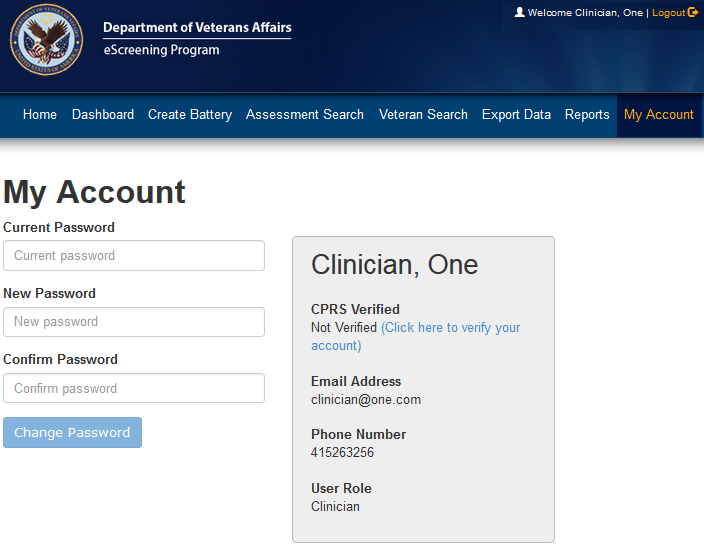 Department of Veterans Affairs
eScreening Program
Welcome Clinician, One | Logout
Home Dashboard Create Battery Assessment Search Veteran Search Export Data Reports My Account
My Account
Current Password
Current password
New Password
New password
Confirm Password
Confirm password
Change Password
Clinician, One
CPRS Verified
Not Verified (Click here to verify your
account)
Email Address
clinician@one.com
Phone Number
415263256
User Role
Clinician